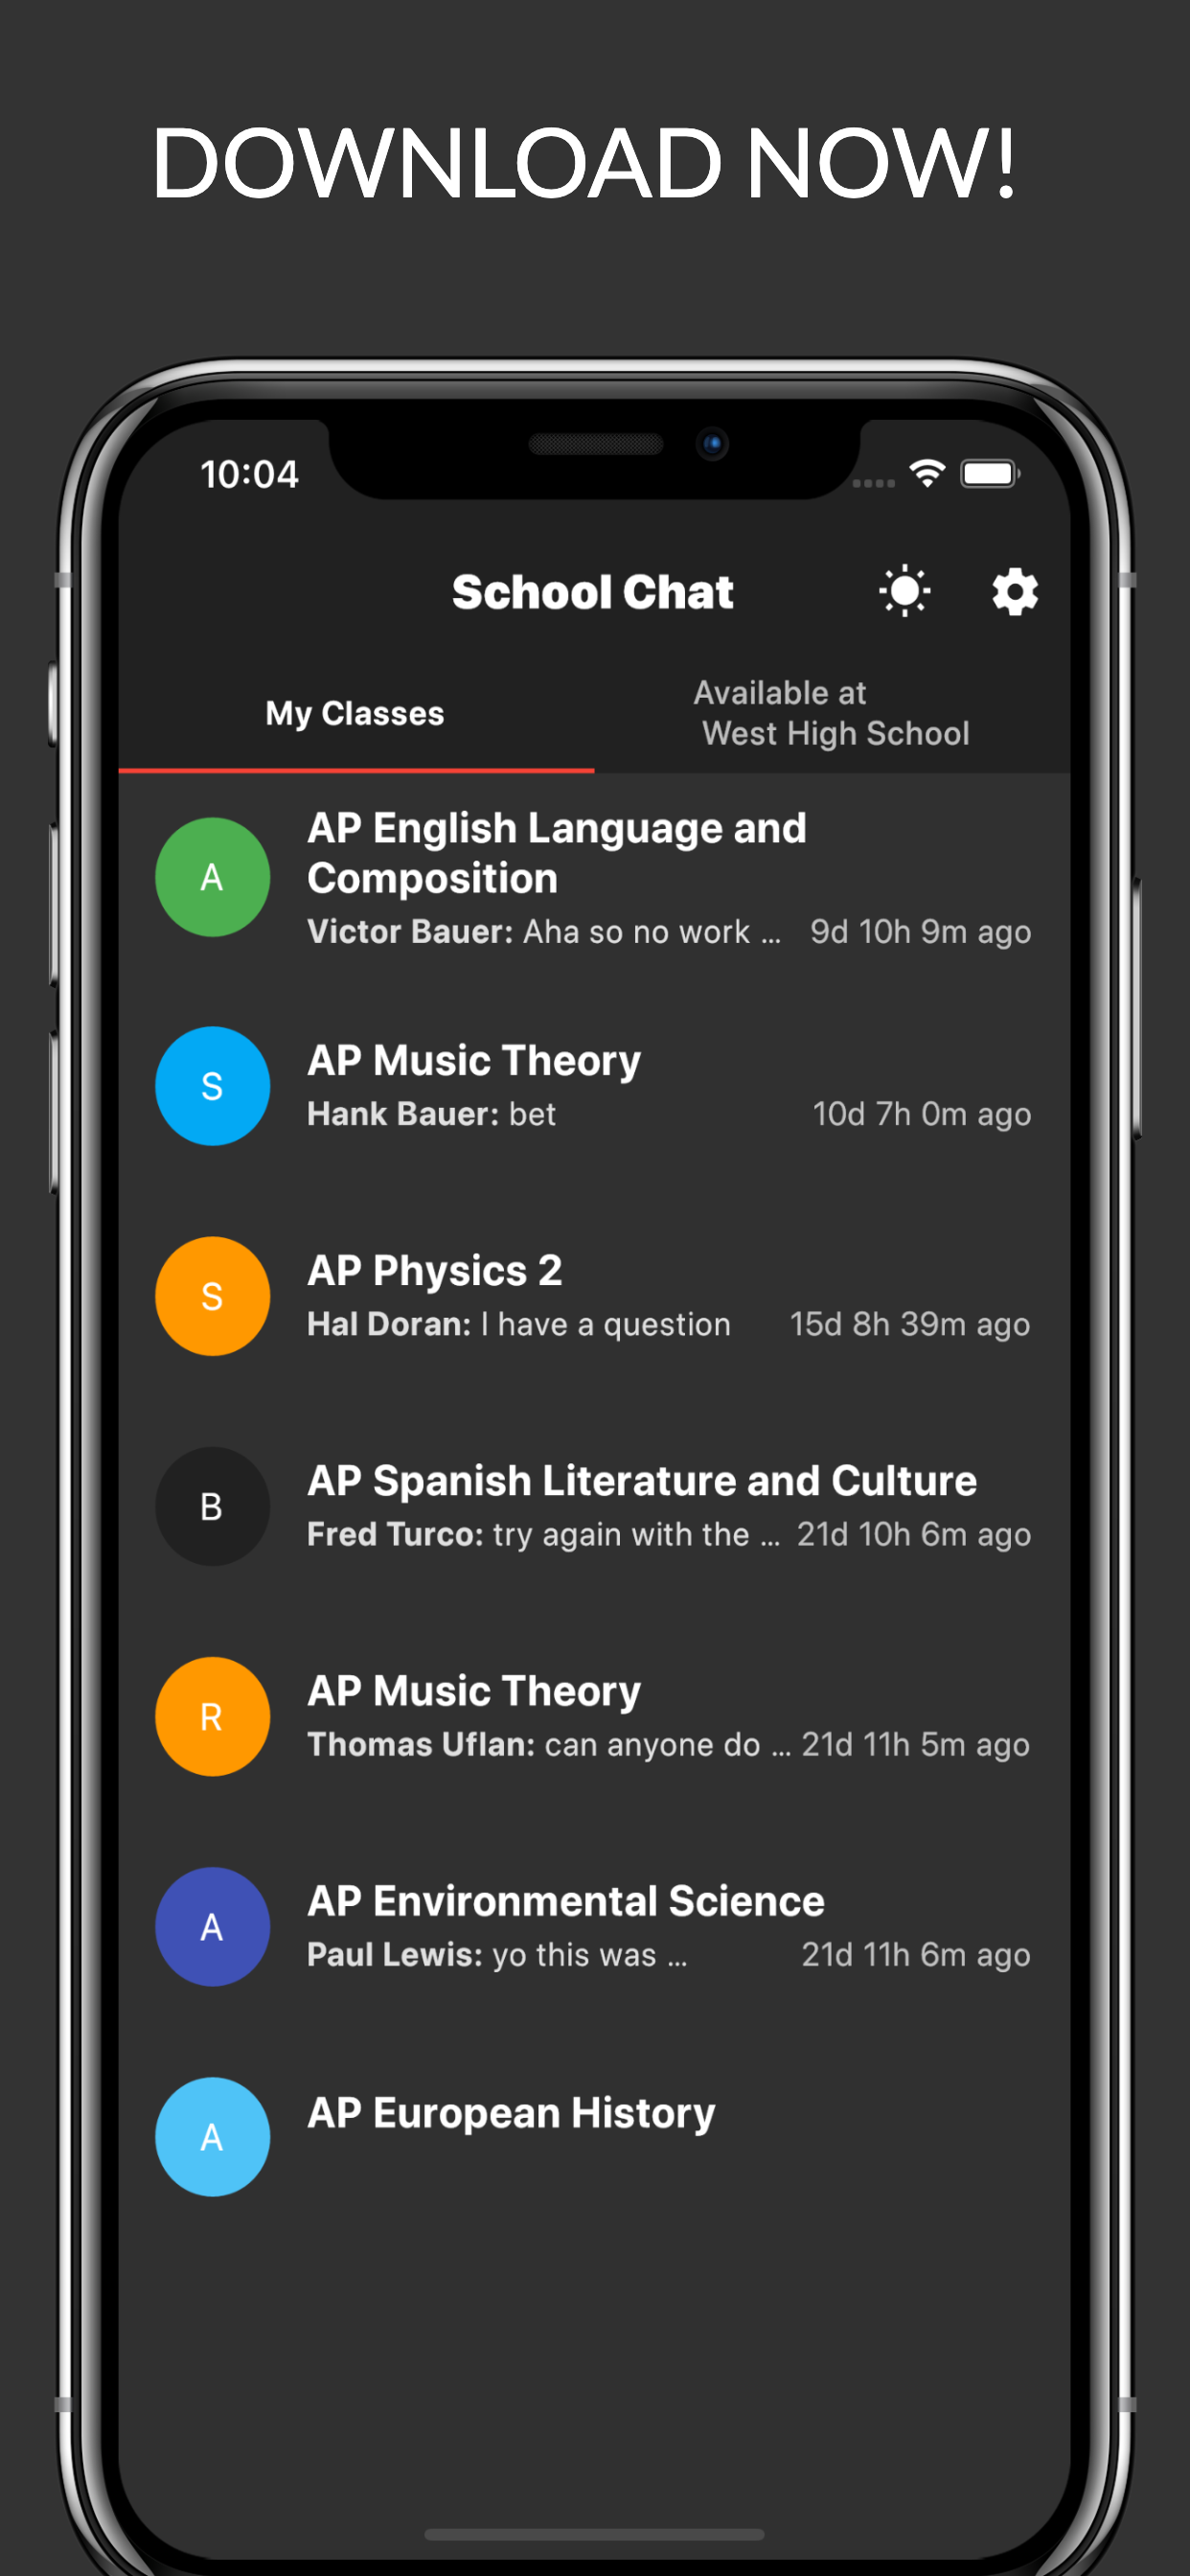 DOWNLOAD NOW!
10:04
School Chat
My Classes
Available at
West High School
A
AP English Language and
Composition
Victor Bauer: Aha so no work ... 9d 10h 9m ago
S
AP Music Theory
Hank Bauer: bet 10d 7h 0m ago
S
AP Physics 2
Hal Doran: I have a question 15d 8h 39m ago
B
AP Spanish Literature and Culture
Fred Turco: try again with the ... 21d 10h 6m ago
R
AP Music Theory
Thomas Uflan: can anyone do ... 21d 11h 5m ago
A
AP Environmental Science
Paul Lewis: yo this was ... 21d 11h 6m ago
A
AP European History